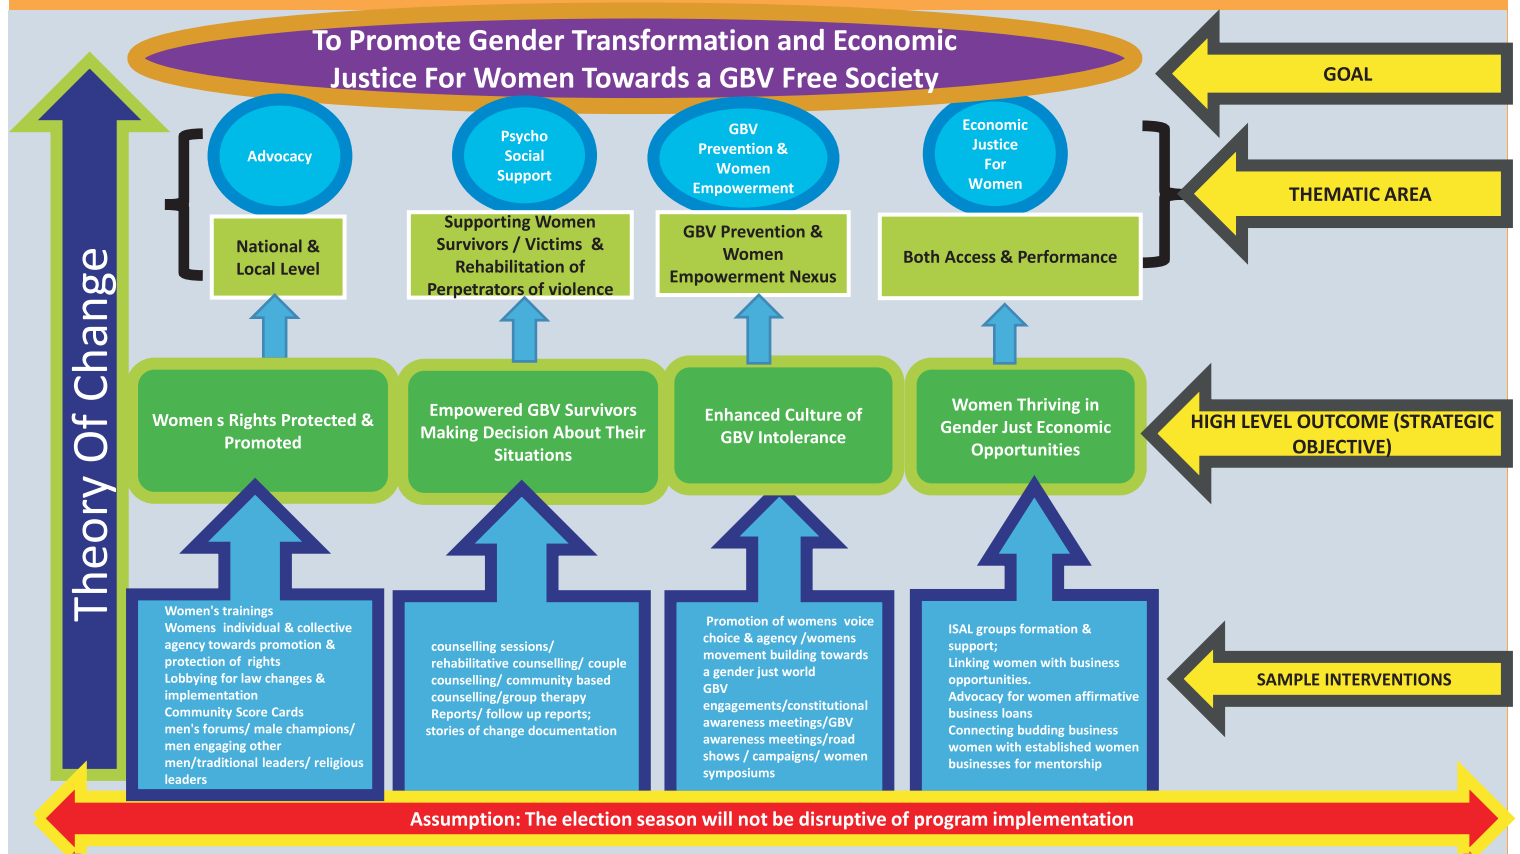 To Promote Gender Transformation and Economic
Justice For Women Towards a GBV Free Society
GOAL
Advocacy
Psycho
Social
Support
GBV
Prevention &
Women
Empowerment
Economic
Justice
For
Women
THEMATIC AREA
National &
Local Level
Supporting Women
Survivors / Victims &
Rehabilitation of
Perpetrators of violence
GBV Prevention &
Women
Empowerment Nexus
Both Access & Performance
Theory Of Change
Women s Rights Protected &
Promoted
Empowered GBV Survivors
Making Decision About Their
Situations
Enhanced Culture of
GBV Intolerance
Women Thriving in
Gender Just Economic
Opportunities
HIGH LEVEL OUTCOME (STRATEGIC
OBJECTIVE)
Women's trainings
Womens individual & collective
agency towards promotion &
protection of rights
Lobbying for law changes &
implementation
Community Score Cards
men's forums/ male champions/
men engaging other
men/traditional leaders/ religious
leaders
counselling sessions/
rehabilitative counselling/ couple
counselling/ community based
counselling/group therapy
Reports/ follow up reports;
stories of change documentation
Promotion of womens voice
choice & agency /womens
movement building towards
a gender just world
GBV
engagements/constitutional
awareness meetings/GBV
awareness meetings/road
shows / campaigns/ women
symposiums
ISAL groups formation &
support;
Linking women with business
opportunities.
Advocacy for women affirmative
business loans
Connecting budding business
women with established women
businesses for mentorship
SAMPLE INTERVENTIONS
Assumption: The election season will not be disruptive of program implementation